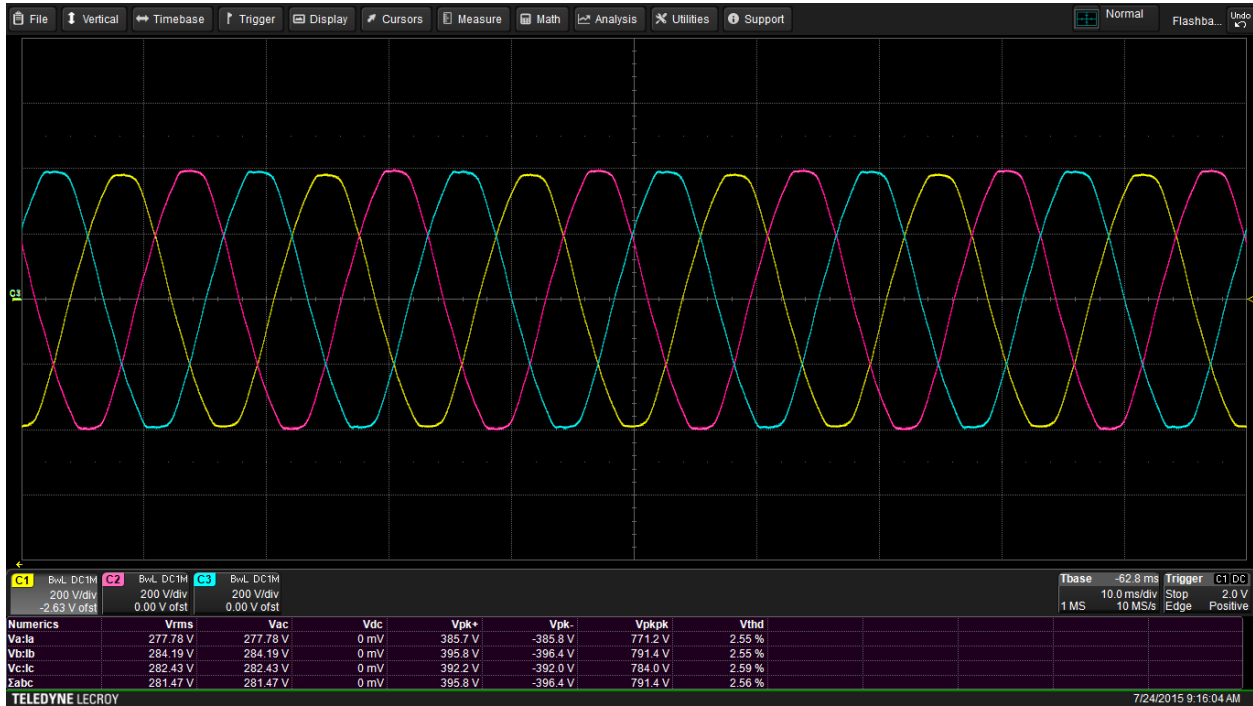 File Vertical Timebase Trigger Display Cursors Measure Math Analysis Utilities Support Normal Flashba... Undo
C3
C1 BwL DC1M C2 BwL DC1M C3 BwL DC1M Tbase -62.8 ms Trigger C1 DC
200 V/div 200 V/div 200 V/div 10.0 ms/div Stop 2.0 V
-2.63 V ofst 0.00 V ofst 0.00 V ofst 1 MS 10 MS/s Edge Positive
Numerics Vrms Vac Vdc Vpk+ Vpk- Vpkpk Vthd
Va:Ia 277.78 V 277.78 V 0 mV 385.7 V -385.8 V 771.2 V 2.55 %
Vb:Ib 284.19 V 284.19 V 0 mV 395.8 V -396.4 V 791.4 V 2.55 %
Vc:Ic 282.43 V 282.43 V 0 mV 392.2 V -392.0 V 784.0 V 2.59 %
Σabc 281.47 V 281.47 V 0 mV 395.8 V -396.4 V 791.4 V 2.56 %
TELEDYNE LECROY 7/24/2015 9:16:04 AM